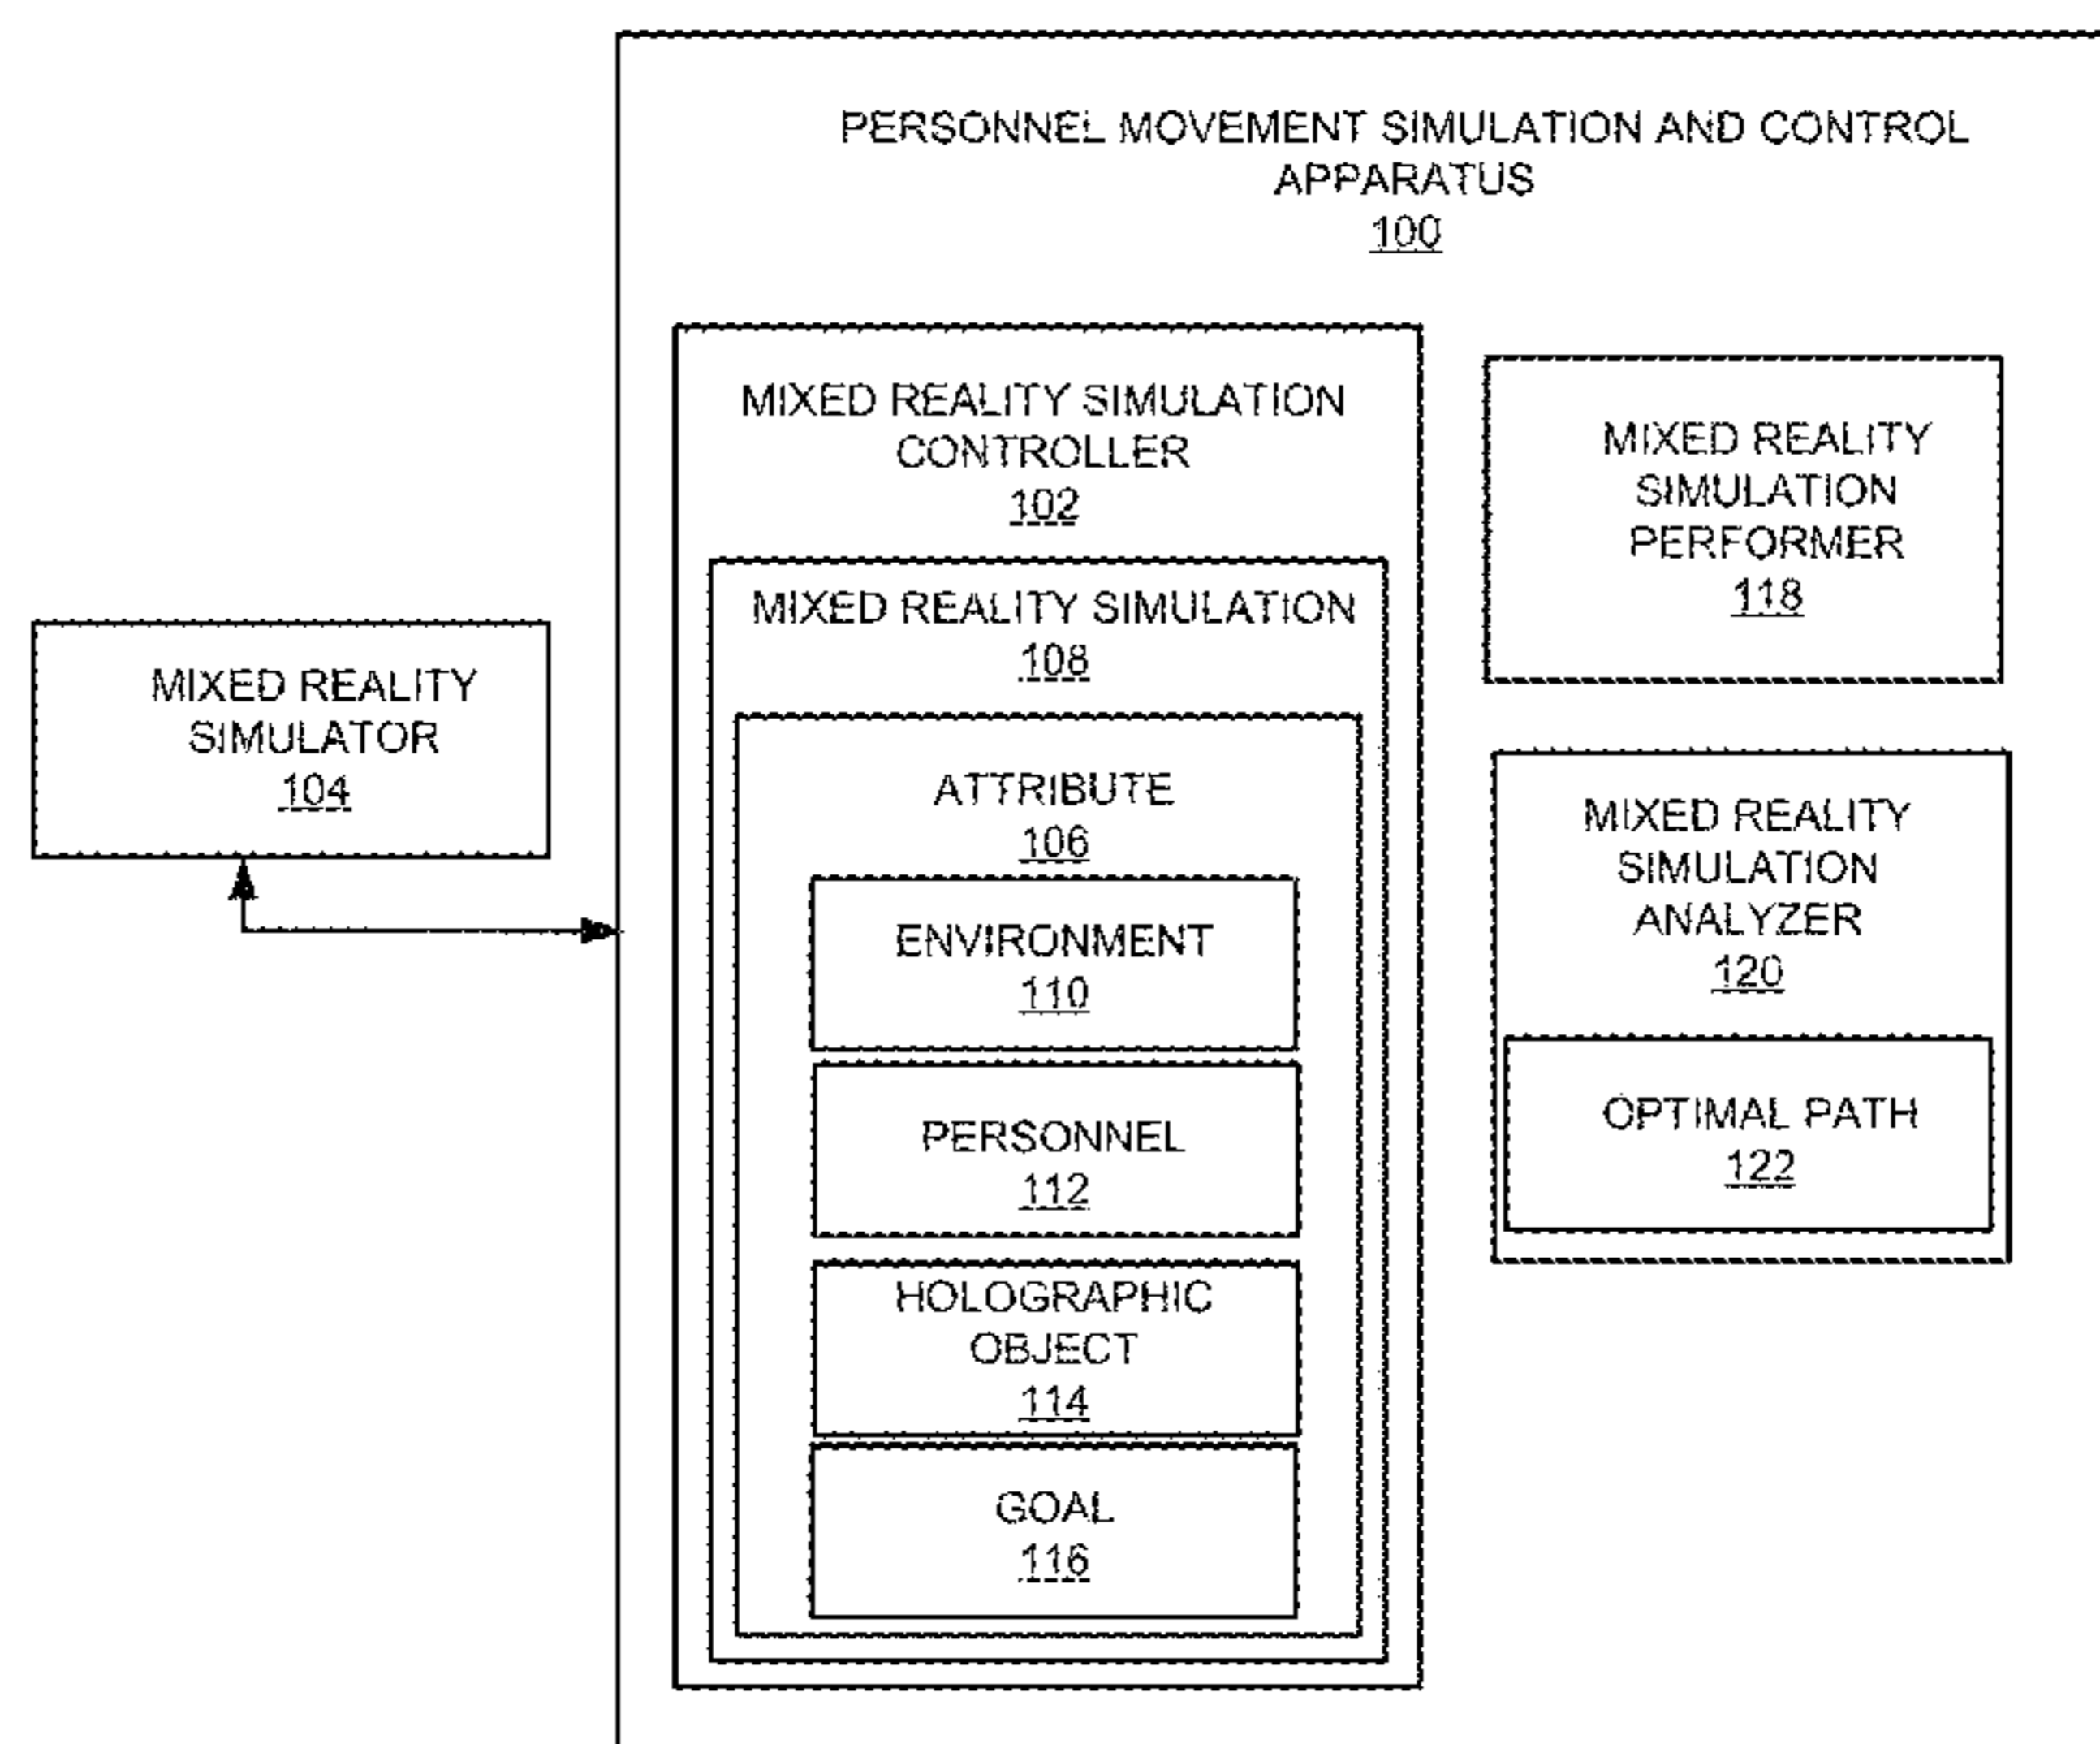 PERSONNEL MOVEMENT SIMULATION AND CONTROL
APPARATUS
100
MIXED REALITY SIMULATION
CONTROLLER
102
MIXED REALITY SIMULATION
108
ATTRIBUTE
106
ENVIRONMENT
110
PERSONNEL
112
HOLOGRAPHIC
OBJECT
114
GOAL
116
MIXED REALITY
SIMULATOR
104
MIXED REALITY
SIMULATION
PERFORMER
118
MIXED REALITY
SIMULATION
ANALYZER
120
OPTIMAL PATH
122